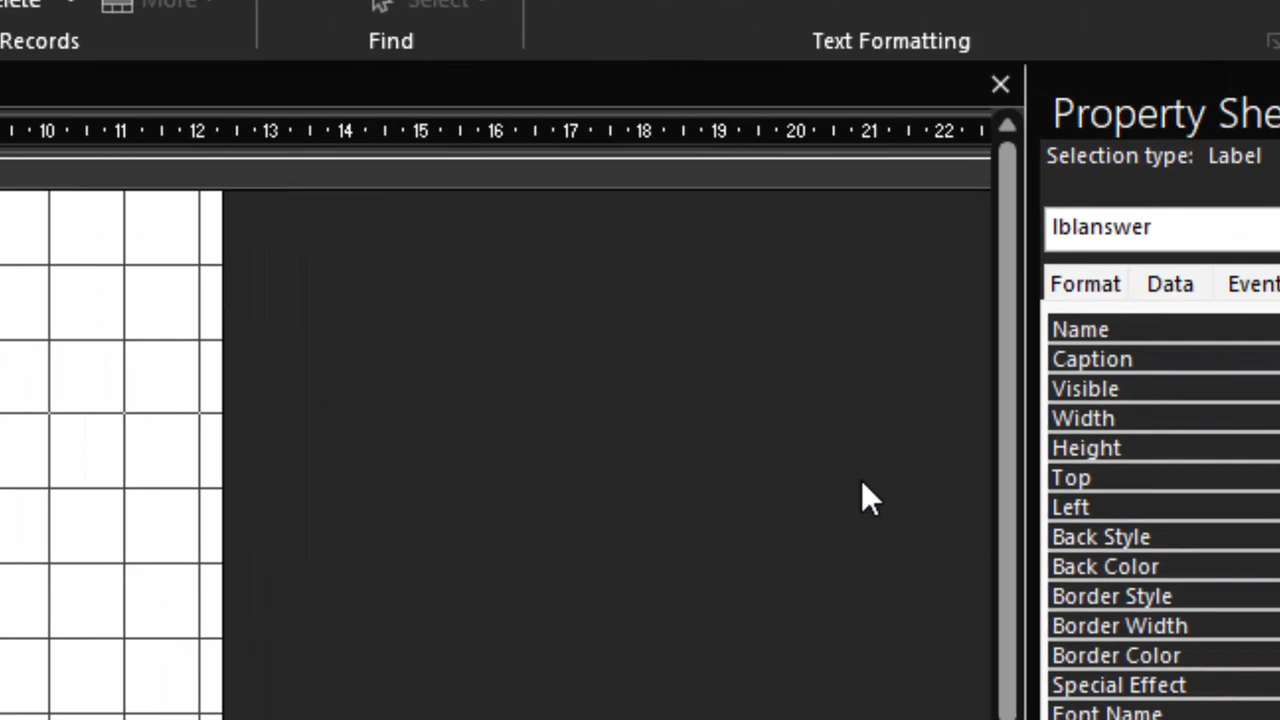 More
Select
Records
Find
Text Formatting
10 11 12 13 14 15 16 17 18 19 20 21 22
Property She
Selection type: Label
lblanswer
Format Data Event
Name
Caption
Visible
Width
Height
Top
Left
Back Style
Back Color
Border Style
Border Width
Border Color
Special Effect
Font Name